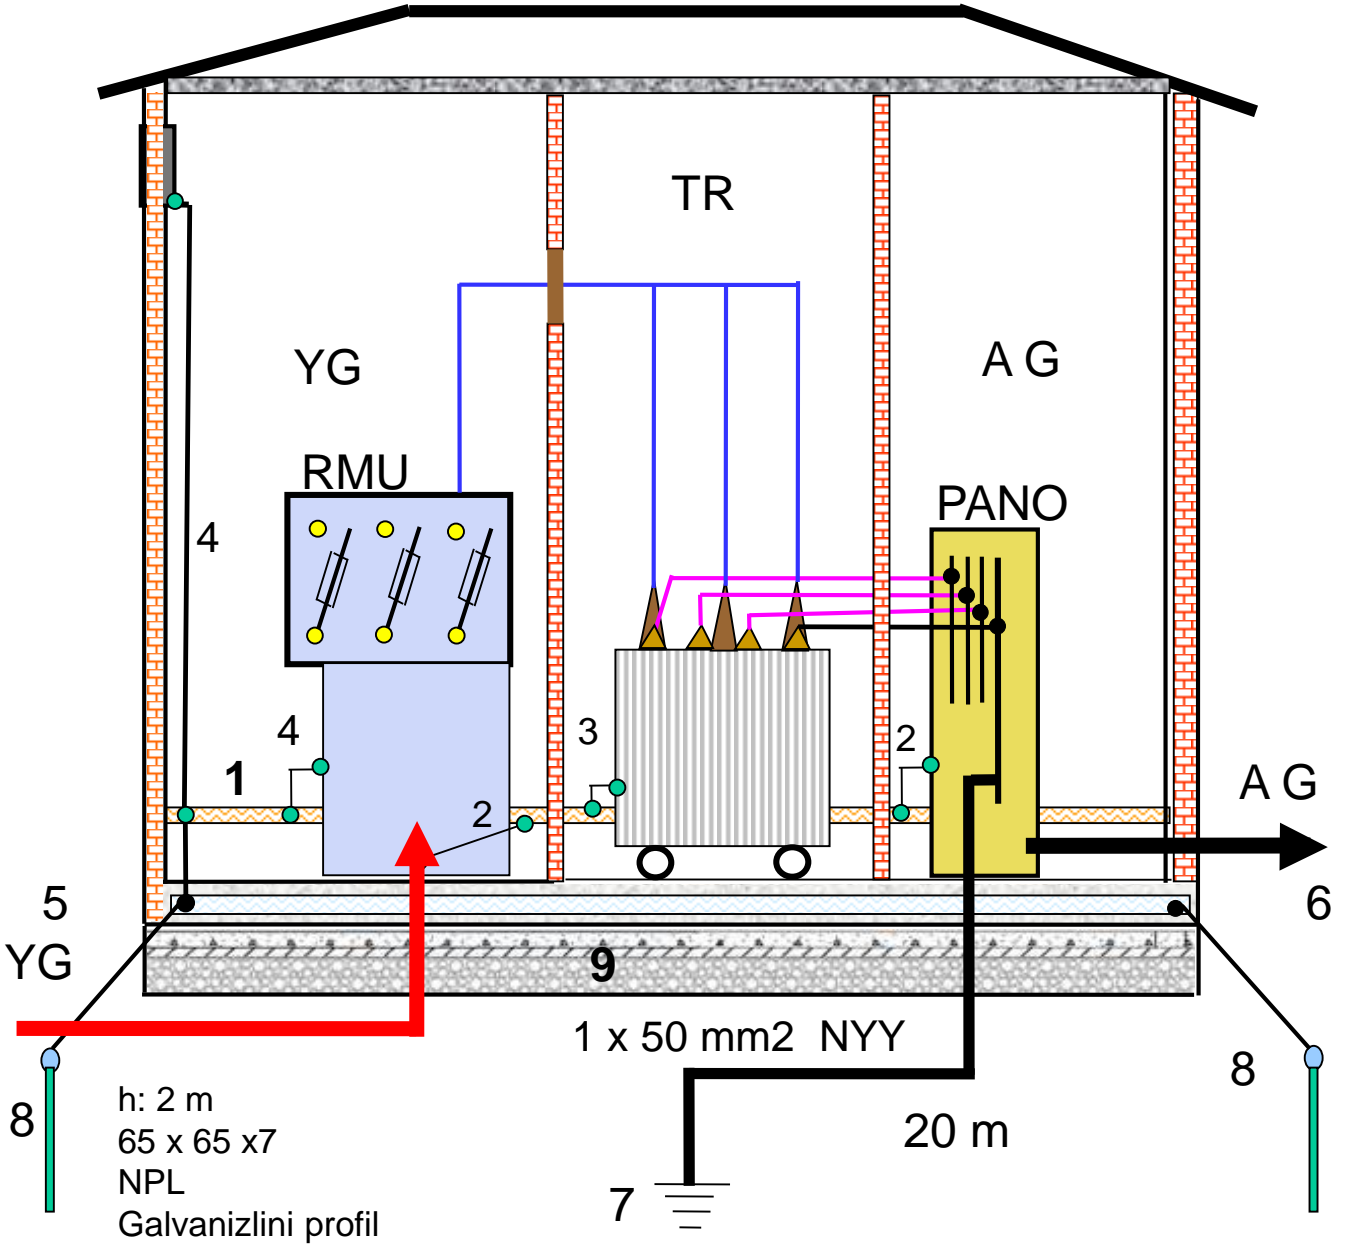 TR
YG
A G
RMU
PANO
4
4
3
2
1
2
A G
5
6
YG
9
1 x 50 mm2  NYY
8
8
h: 2 m
65 x 65 x7
NPL
Galvanizlini profil
20 m
7